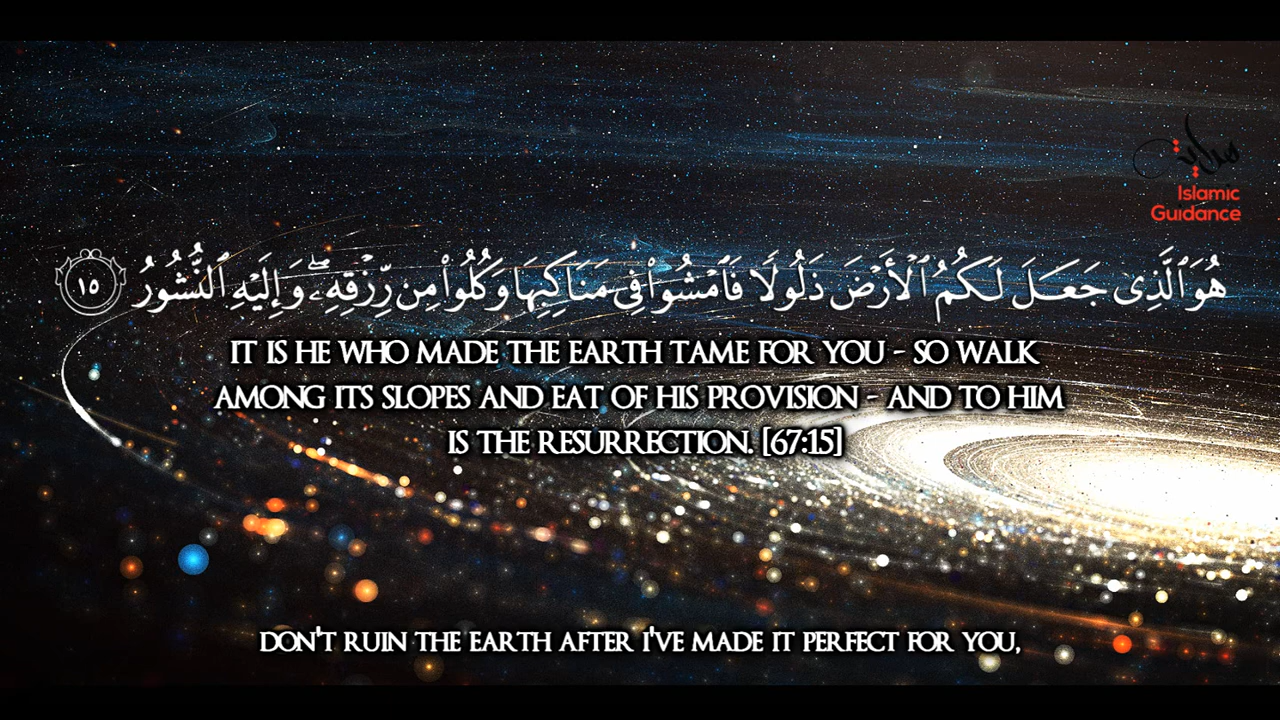 هداية
Islamic
Guidance
هُوَ ٱلَّذِى جَعَلَ لَكُمُ ٱلْأَرْضَ ذَلُولًا فَٱمْشُوا۟ فِى مَنَاكِبِهَا وَكُلُوا۟ مِن رِّزْقِهِۦ ۖ وَإِلَيْهِ ٱلنُّشُورُ ١٥
IT IS HE WHO MADE THE EARTH TAME FOR YOU - SO WALK
AMONG ITS SLOPES AND EAT OF HIS PROVISION - AND TO HIM
IS THE RESURRECTION. [67:15]
DON'T RUIN THE EARTH AFTER I'VE MADE IT PERFECT FOR YOU,